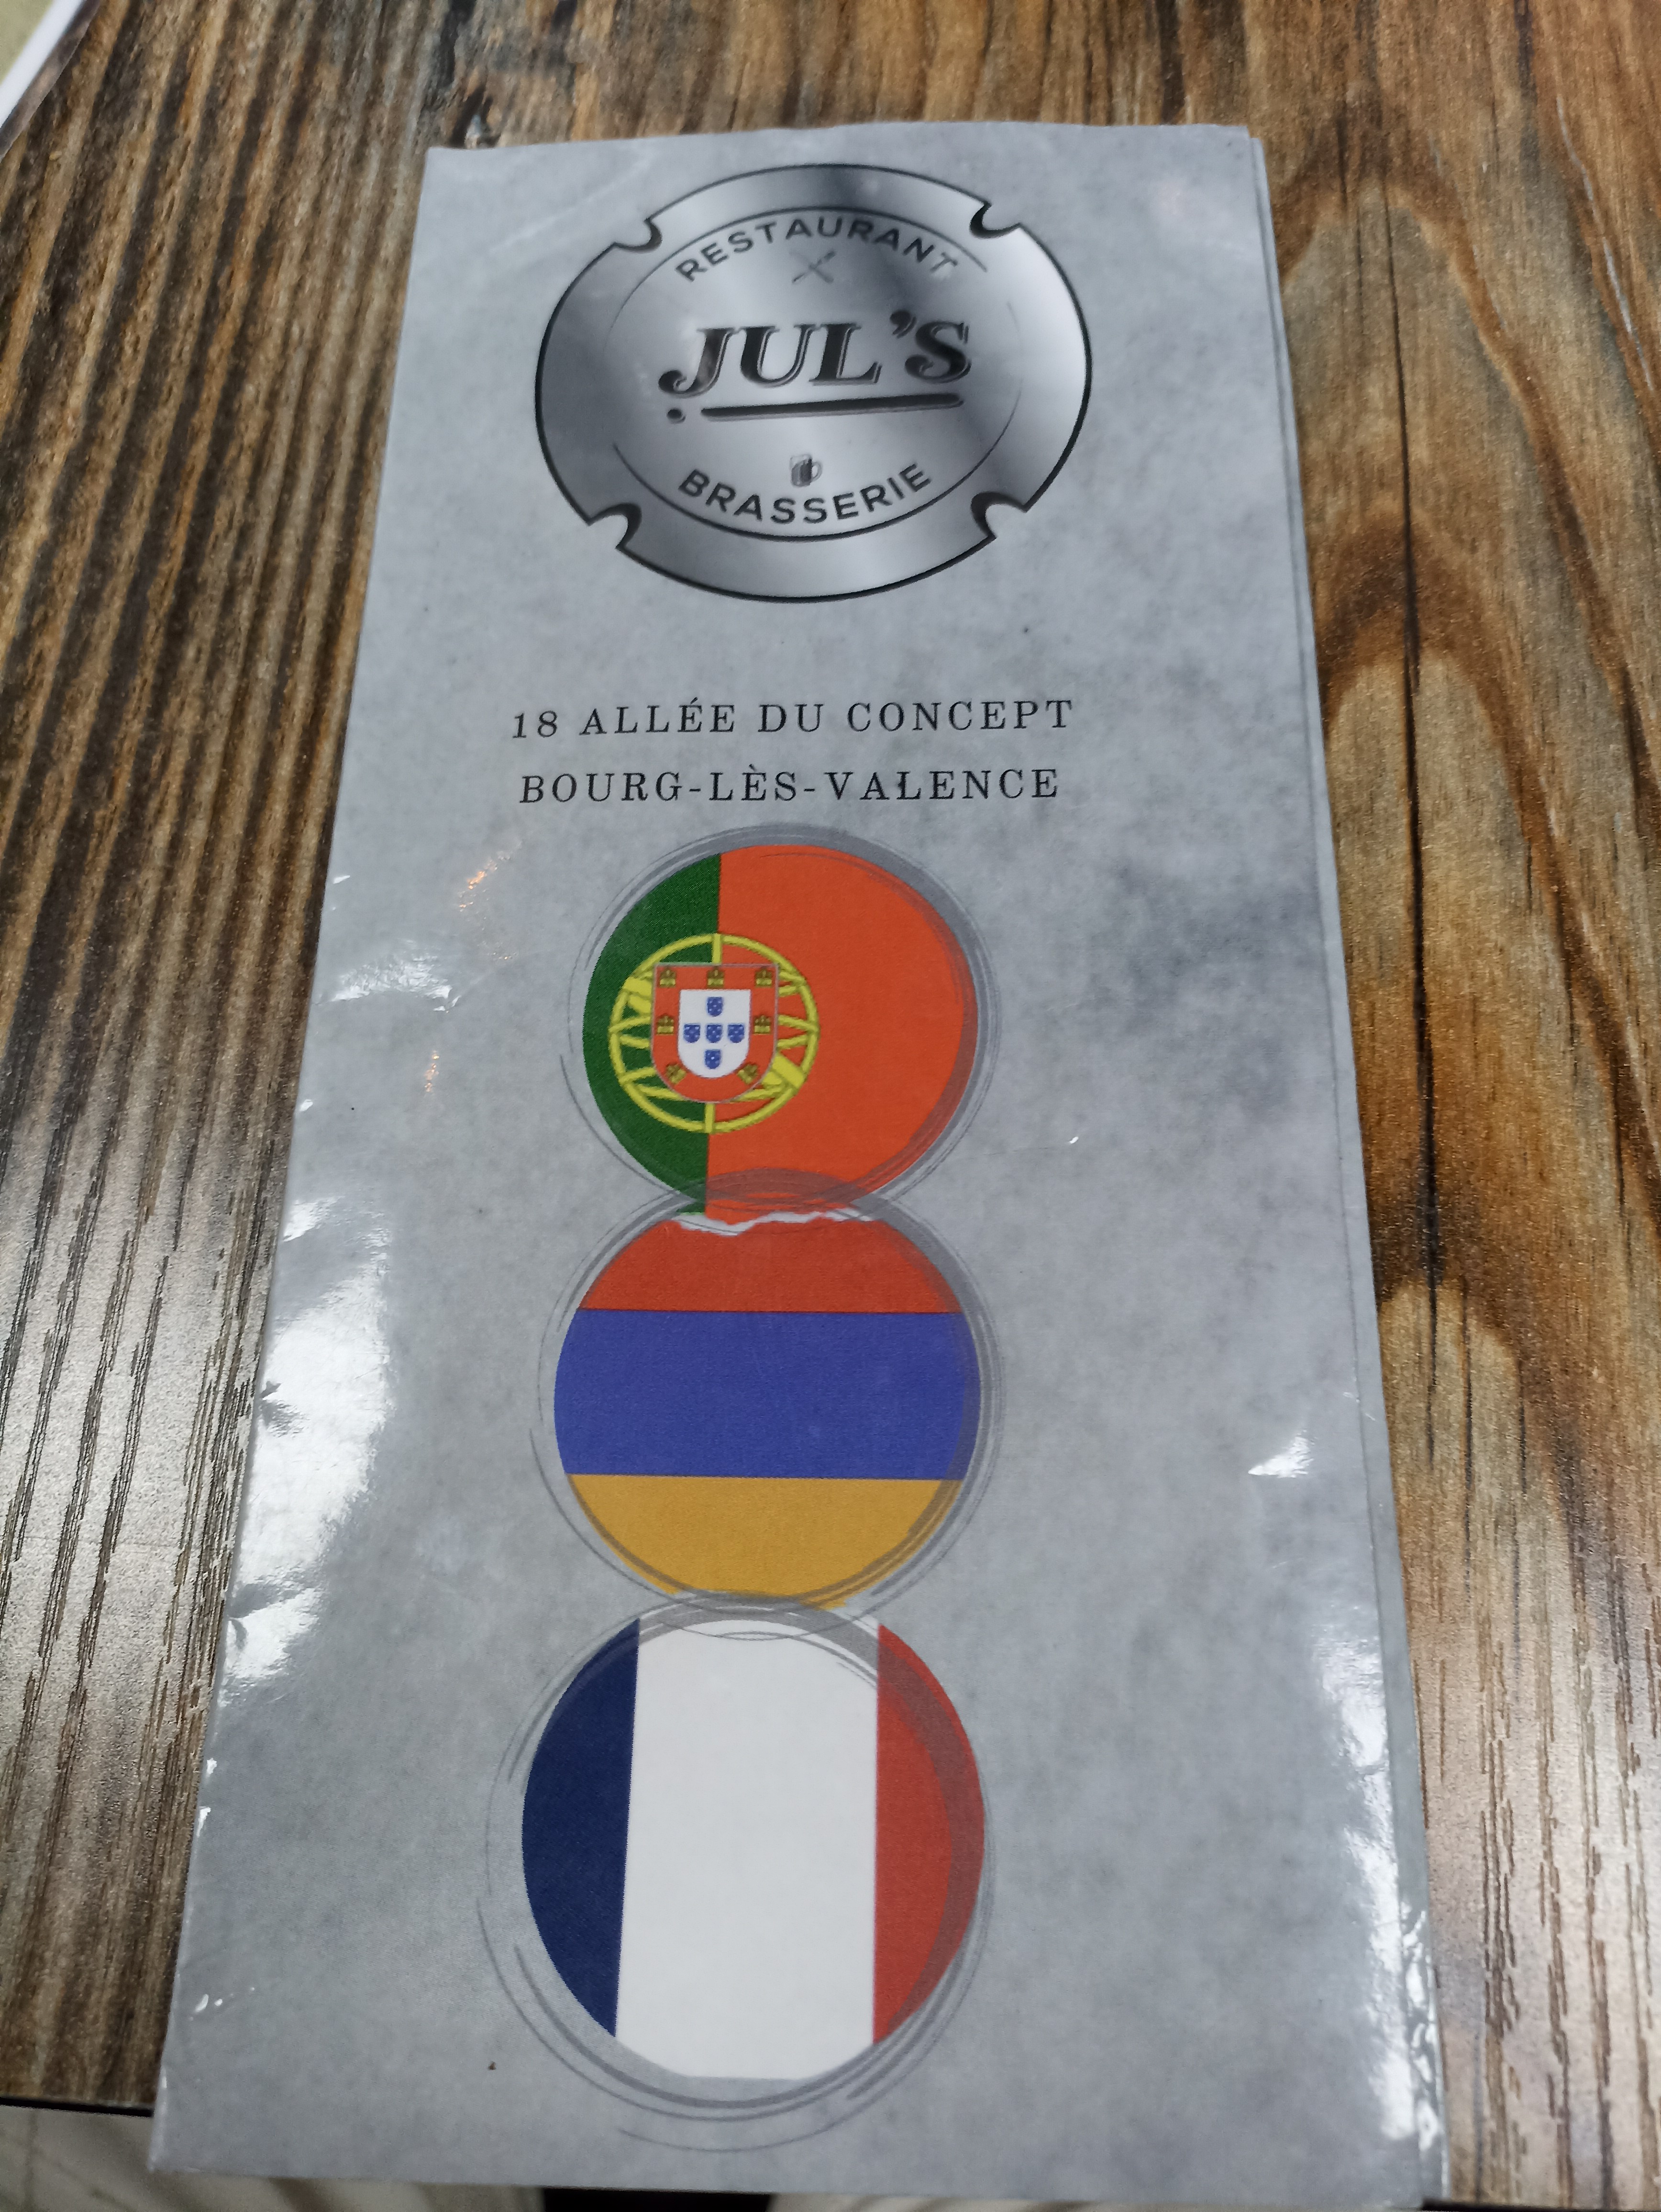 RESTAURANT
JUL'S
BRASSERIE
18 ALLÉE DU CONCEPT
BOURG-LÈS-VALENCE